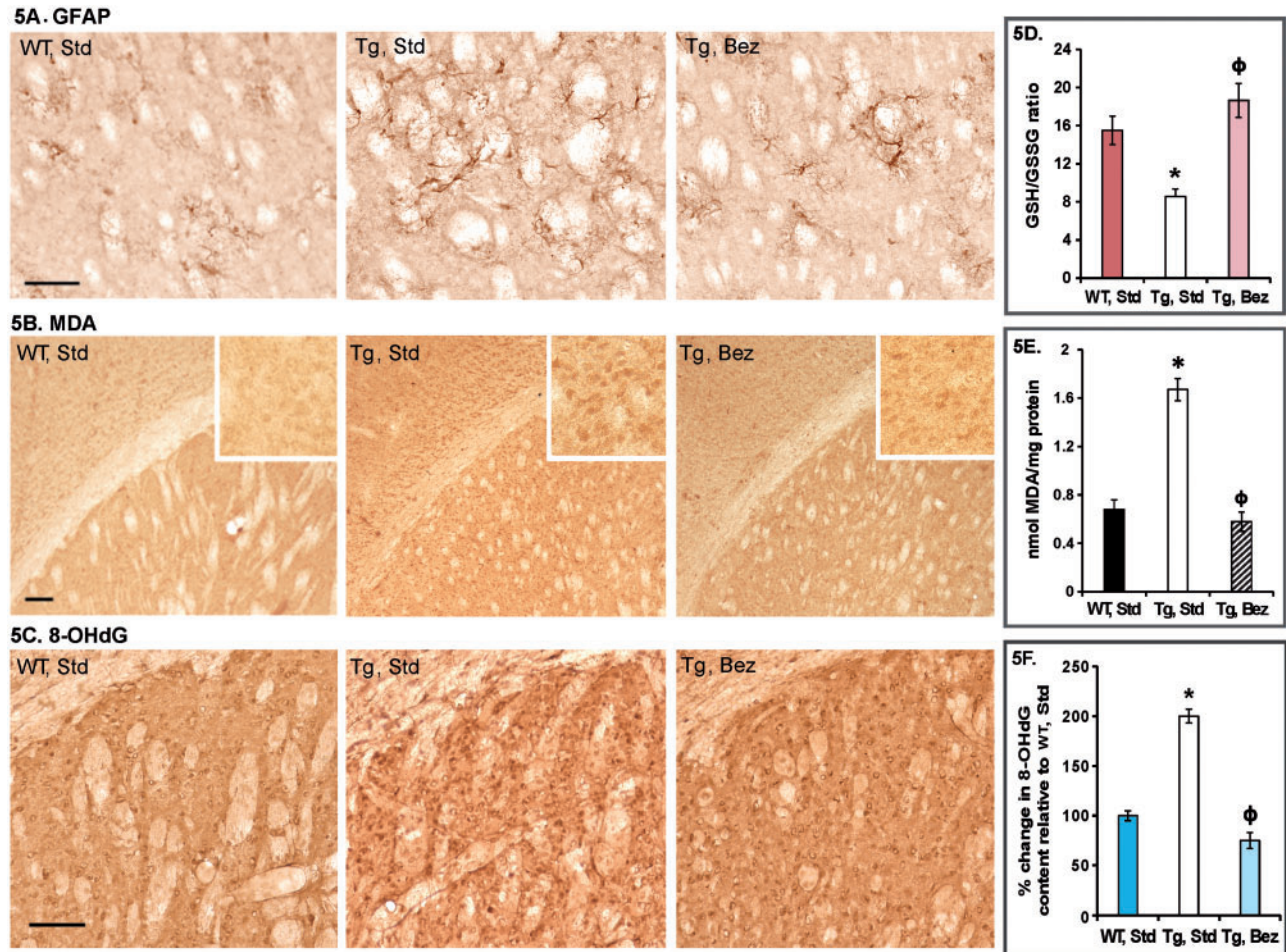 5A. GFAP
WT, Std
Tg, Std
Tg, Bez
5B. MDA
WT, Std
Tg, Std
Tg, Bez
5C. 8-OHdG
WT, Std
Tg, Std
Tg, Bez
5D.
GSH/GSSG ratio
24
20
16
12
8
4
0
*
ϕ
WT, Std Tg, Std Tg, Bez
5E.
nmol MDA/mg protein
2
1.6
1.2
0.8
0.4
0
*
ϕ
WT, Std Tg, Std Tg, Bez
5F.
% change in 8-OHdG
content relative to WT, Std
250
200
150
100
50
0
*
ϕ
WT, Std Tg, Std Tg, Bez